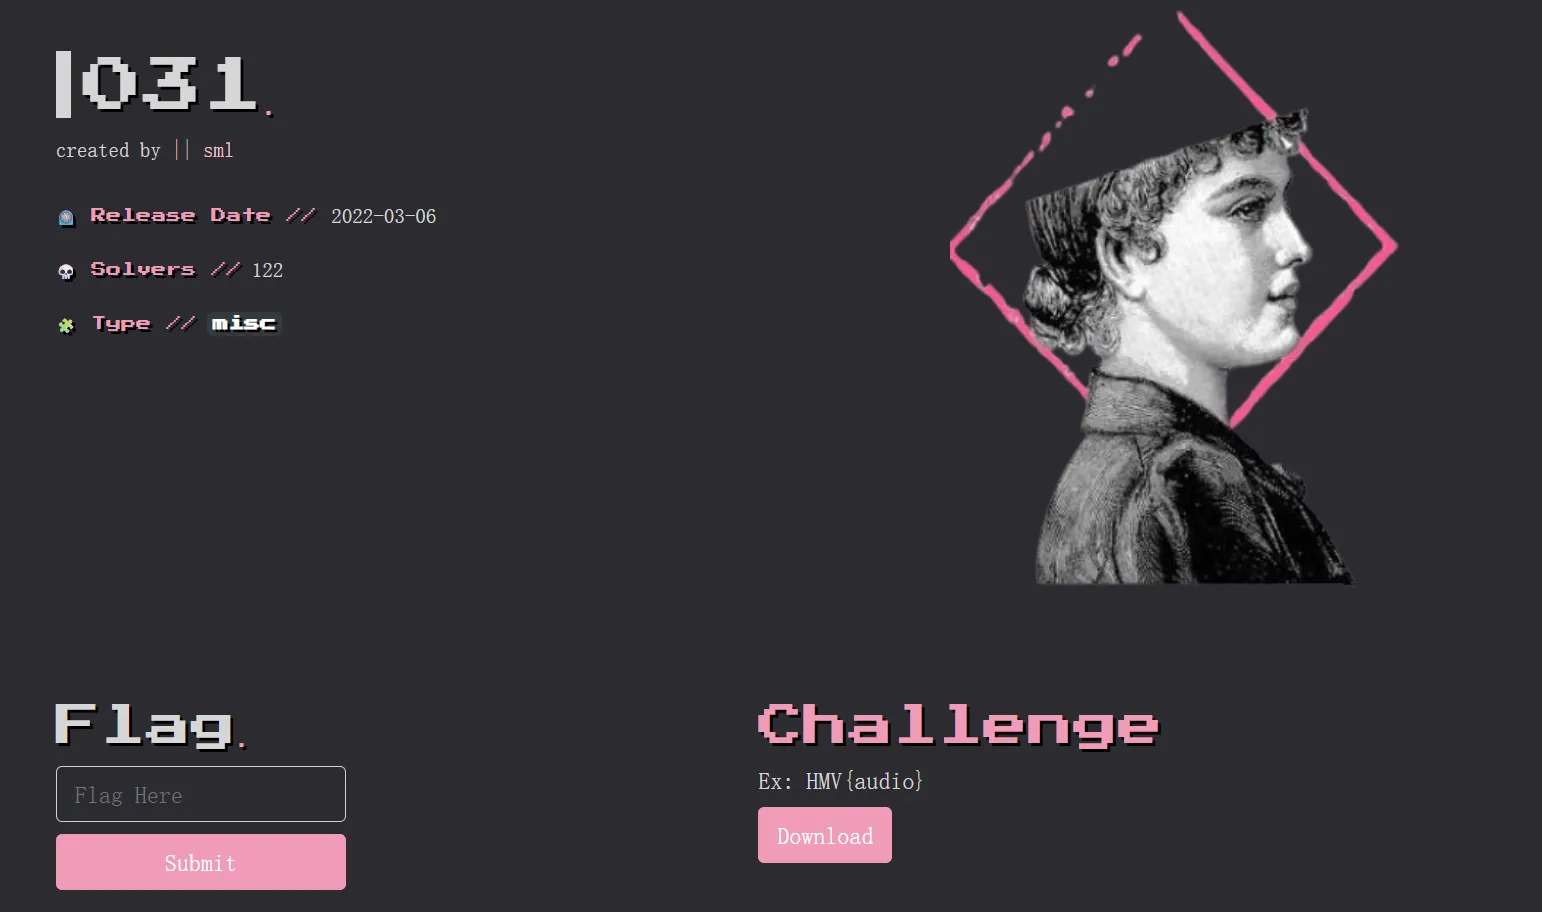 031.
created by || sml
Release Date // 2022-03-06
Solvers // 122
Type // misc
Flag.
Flag Here
Submit
Challenge
Ex: HMV{audio}
Download